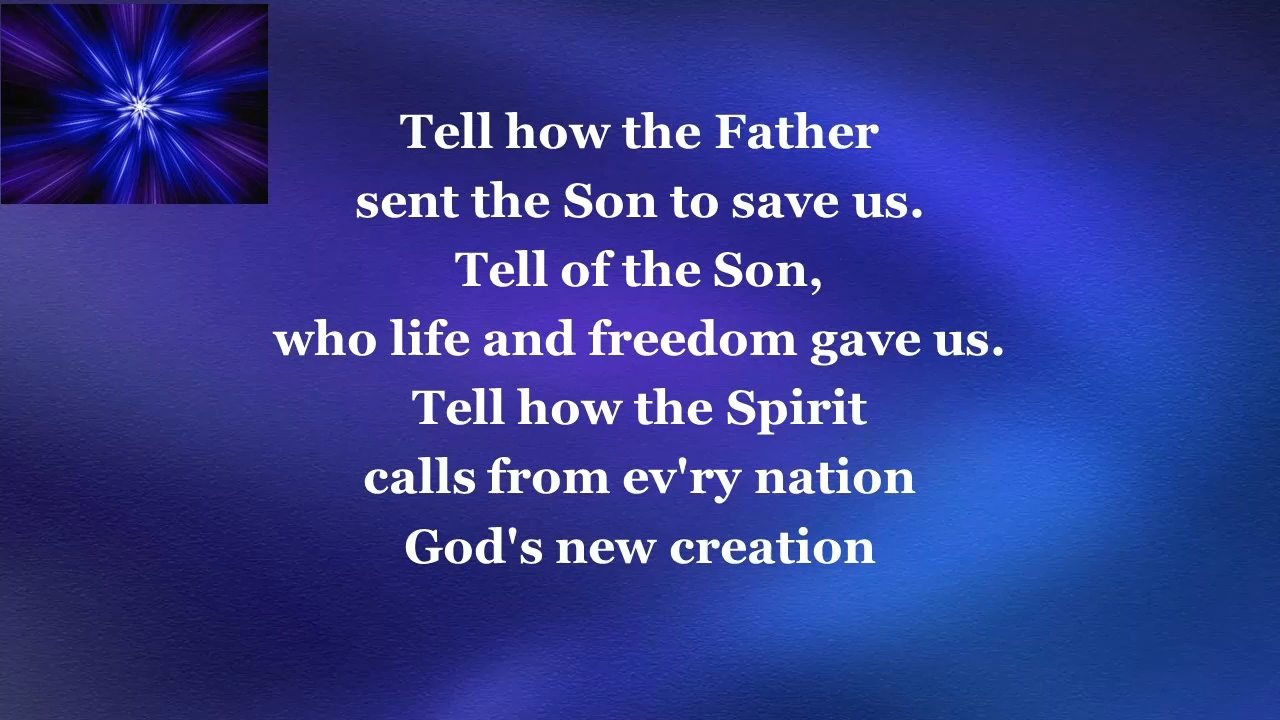 Tell how the Father
sent the Son to save us.
Tell of the Son,
who life and freedom gave us.
Tell how the Spirit
calls from ev'ry nation
God's new creation